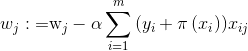 w_j : =w_j − α ∑_{i=1}^{m} (y_i + π (x_i)) x_{ij}